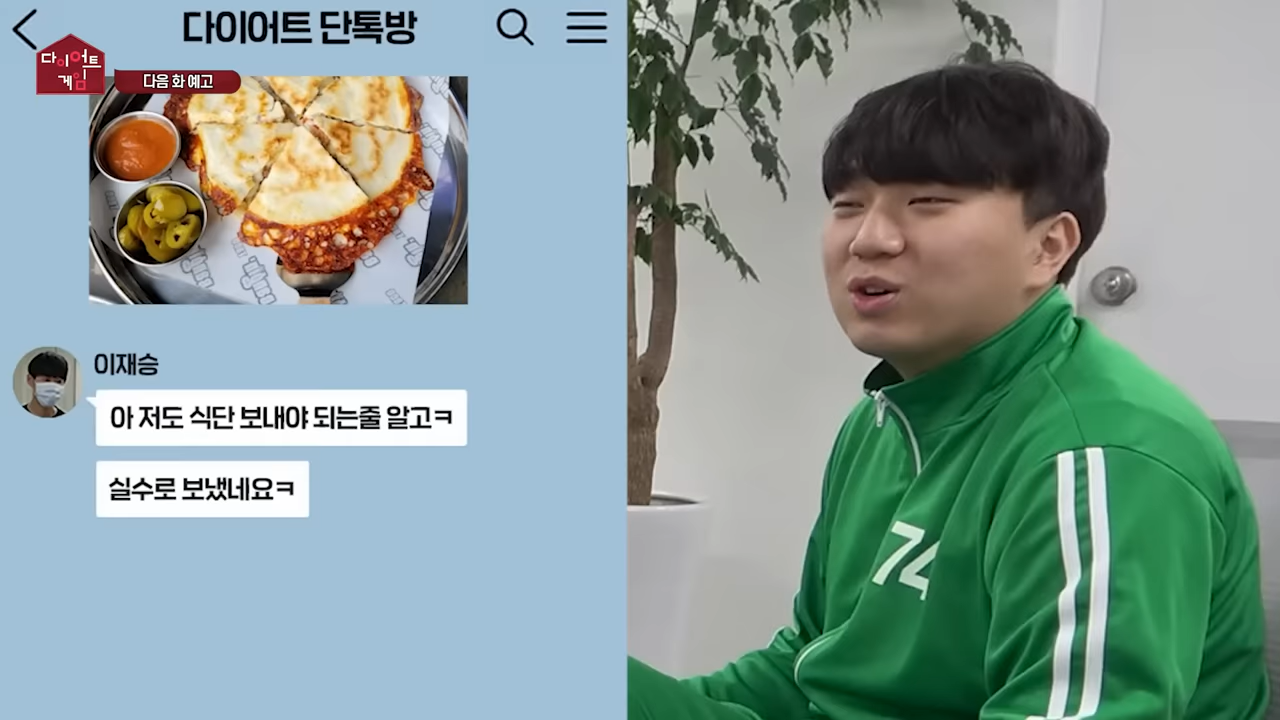 다이어트 단톡방
다이어트
게임
다음 화 예고
이재승
아 저도 식단 보내야 되는줄 알고ㅋ
실수로 보냈네요ㅋ
74